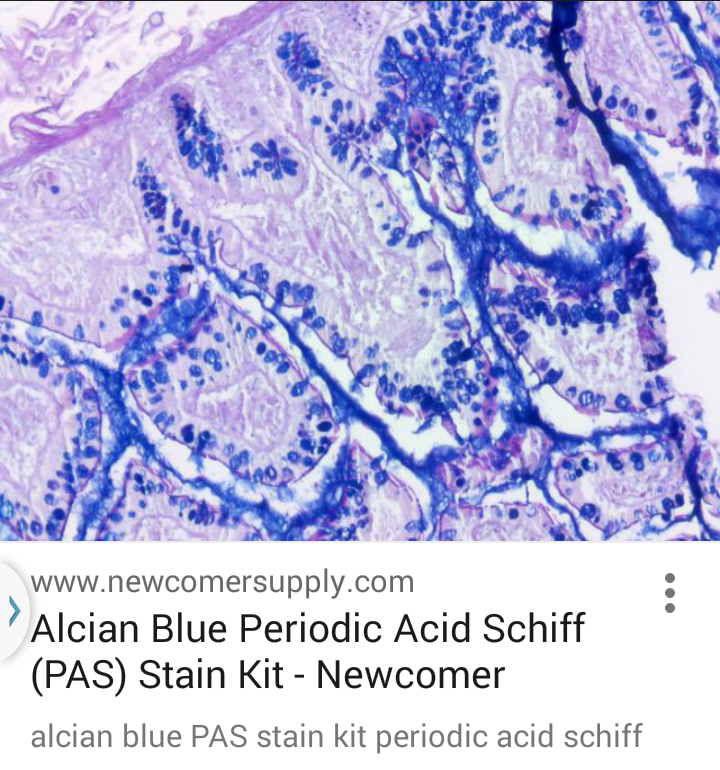 www.newcomersupply.com
Alcian Blue Periodic Acid Schiff
(PAS) Stain Kit - Newcomer
alcian blue PAS stain kit periodic acid schiff